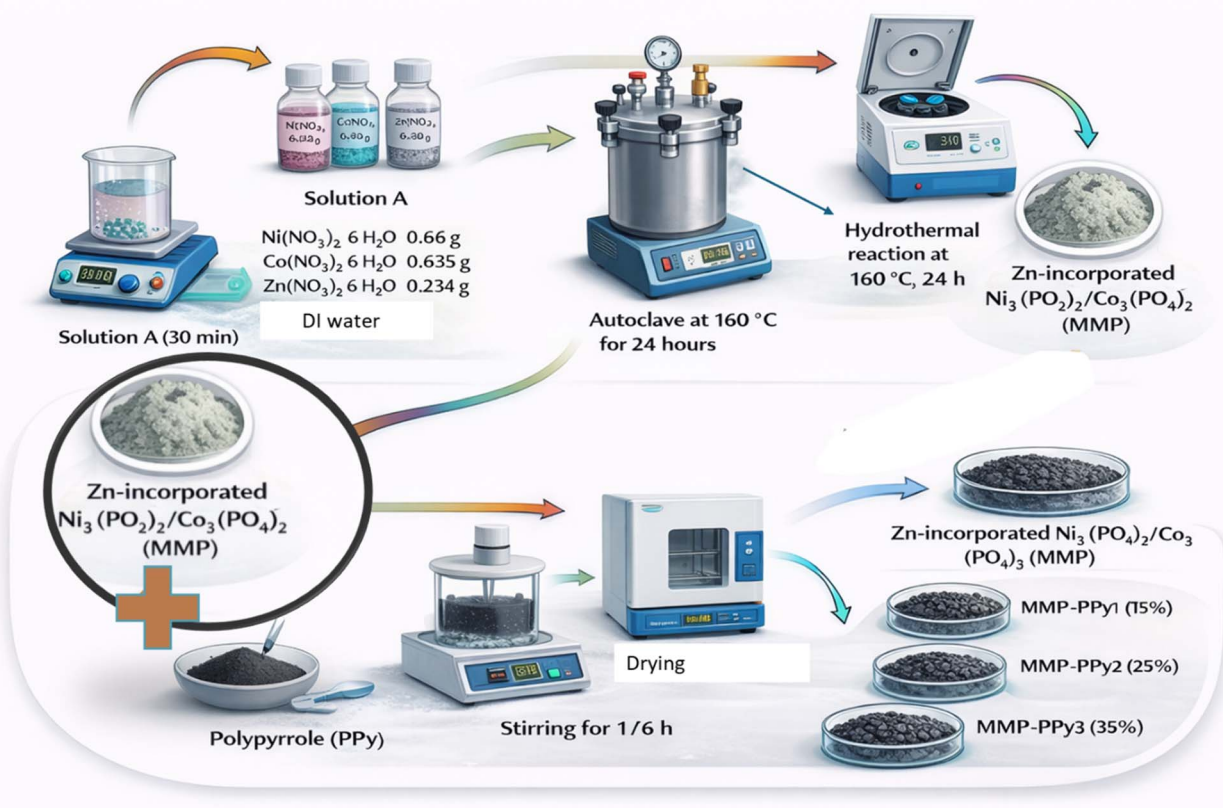 Solution A
Ni(NO₃)₂ 6 H₂O 0.66 g
Co(NO₃)₂ 6 H₂O 0.635 g
Zn(NO₃)₂ 6 H₂O 0.234 g
DI water
Solution A (30 min)
Autoclave at 160 °C
for 24 hours
Hydrothermal
reaction at
160 °C, 24 h
Zn-incorporated
Ni₃ (PO₂)₂/Co₃(PO₄)₂
(MMP)
Zn-incorporated
Ni₃ (PO₂)₂/Co₃(PO₄)₂
(MMP)
Polypyrrole (PPy)
Stirring for 1/6 h
Drying
Zn-incorporated Ni₃ (PO₄)₂/Co₃
(PO₄)₃ (MMP)
MMP-PPy1 (15%)
MMP-PPy2 (25%)
MMP-PPy3 (35%)